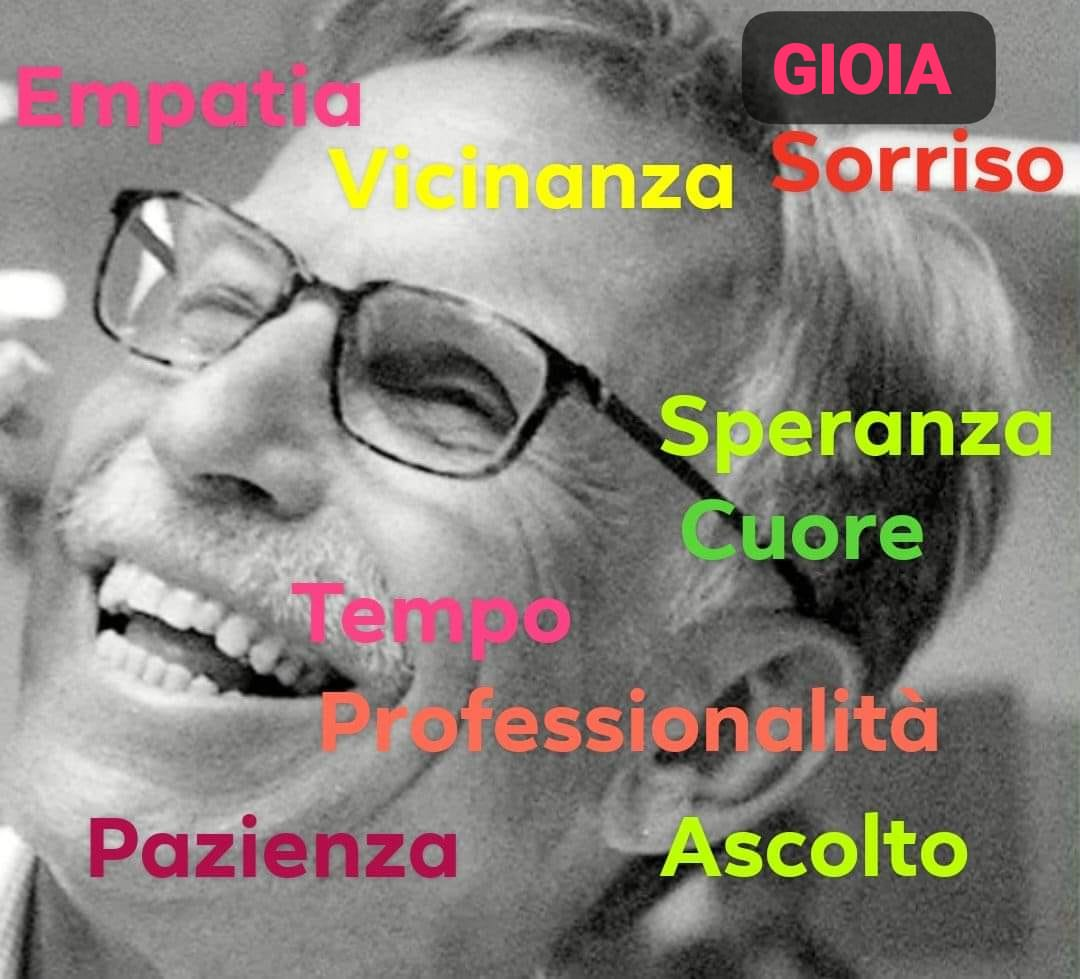 GIOIA
Empatia
Sorriso
Vicinanza
Speranza
Cuore
Tempo
Professionalità
Pazienza
Ascolto